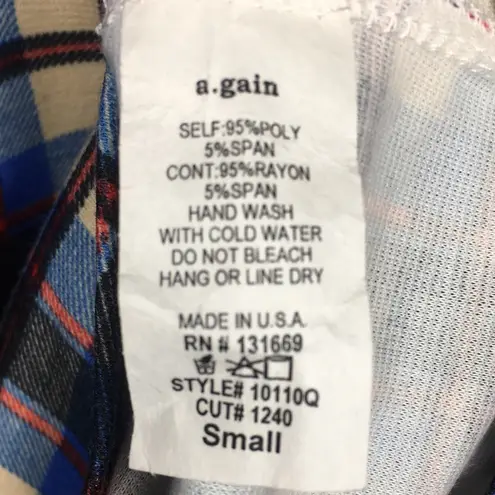 a.gain
SELF:95%POLY
5%SPAN
CONT:95%RAYON
5%SPAN
HAND WASH
WITH COLD WATER
DO NOT BLEACH
HANG OR LINE DRY
MADE IN U.S.A.
RN # 131669
STYLE# 10110Q
CUT# 1240
Small